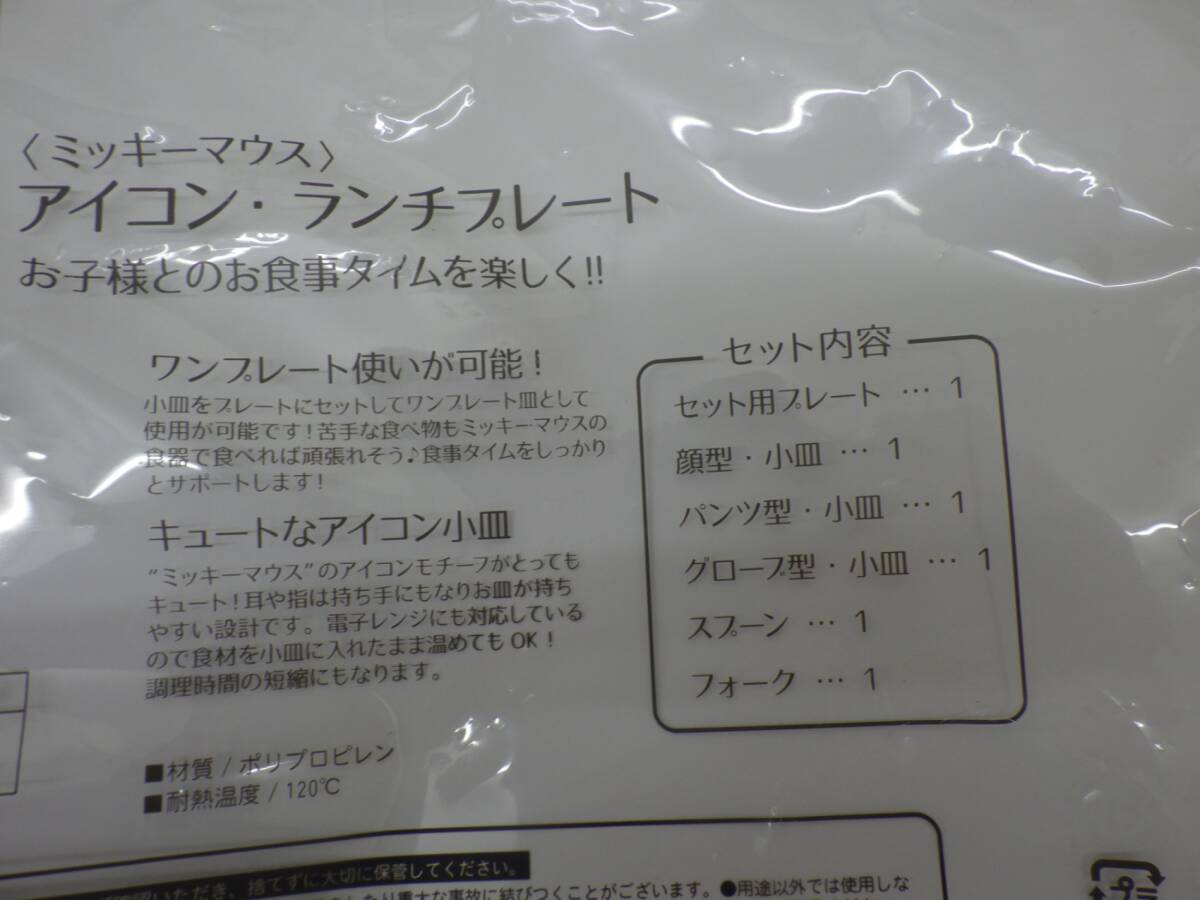 〈ミッキーマウス〉
アイコン・ランチプレート
お子様とのお食事タイムを楽しく!!
ワンプレート使いが可能!
小皿をプレートにセットしてワンプレート皿として
使用が可能です!苦手な食べ物もミッキーマウスの
食器で食べれば頑張れそう♪食事タイムをしっかり
とサポートします!
キュートなアイコン小皿
“ミッキーマウス”のアイコンモチーフがとっても
キュート!耳や指は持ち手にもなりお皿が持ち
やすい設計です。電子レンジにも対応している
ので食材を小皿に入れたまま温めてもOK!
調理時間の短縮にもなります。
■材質/ポリプロピレン
■耐熱温度/120℃
セット内容
セット用プレート…1
顔型・小皿…1
パンツ型・小皿…1
グローブ型・小皿…1
スプーン…1
フォーク…1
いただき、捨てずに大切に保管してください。
たり重大な事故に結びつくことがございます。●用途以外では使用しな
プラ